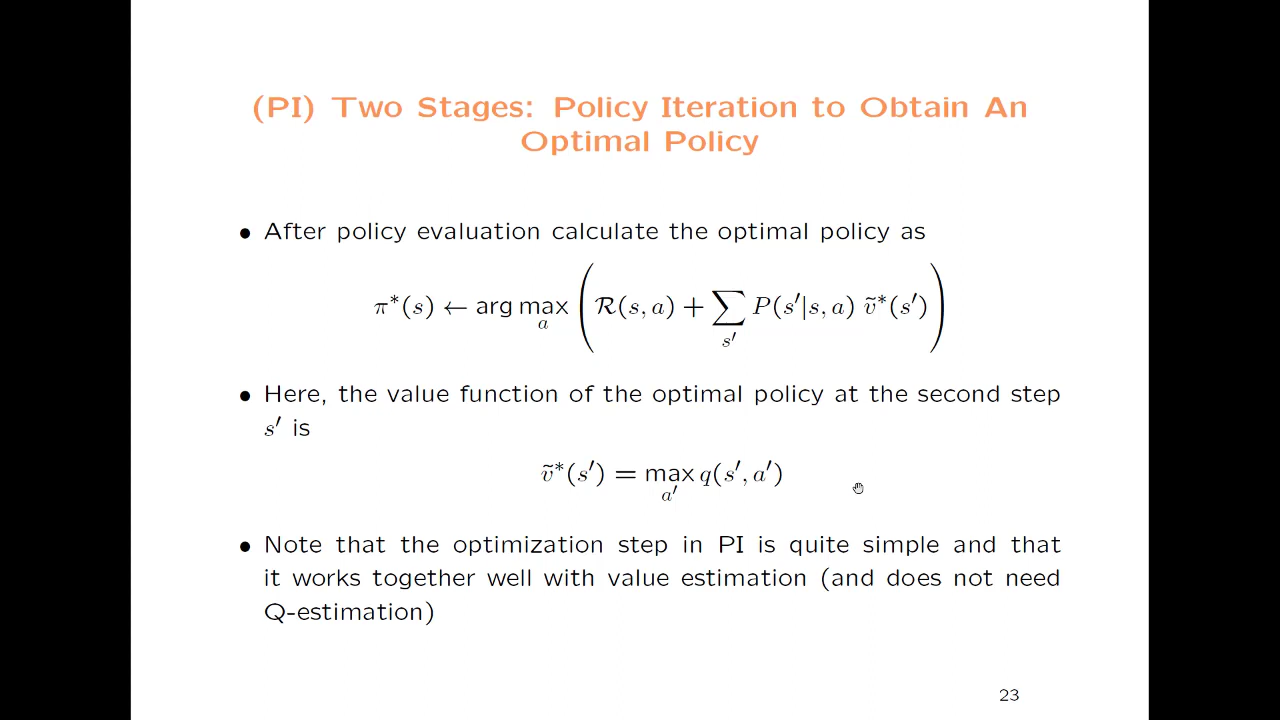 (PI) Two Stages: Policy Iteration to Obtain An
Optimal Policy
• After policy evaluation calculate the optimal policy as
π*(s) ← arg max_a ( R(s, a) + ∑_{s′} P(s′|s, a) ṽ*(s′) )
• Here, the value function of the optimal policy at the second step
s′ is
ṽ*(s′) = max_{a′} q(s′, a′)
• Note that the optimization step in PI is quite simple and that
it works together well with value estimation (and does not need
Q-estimation)
23